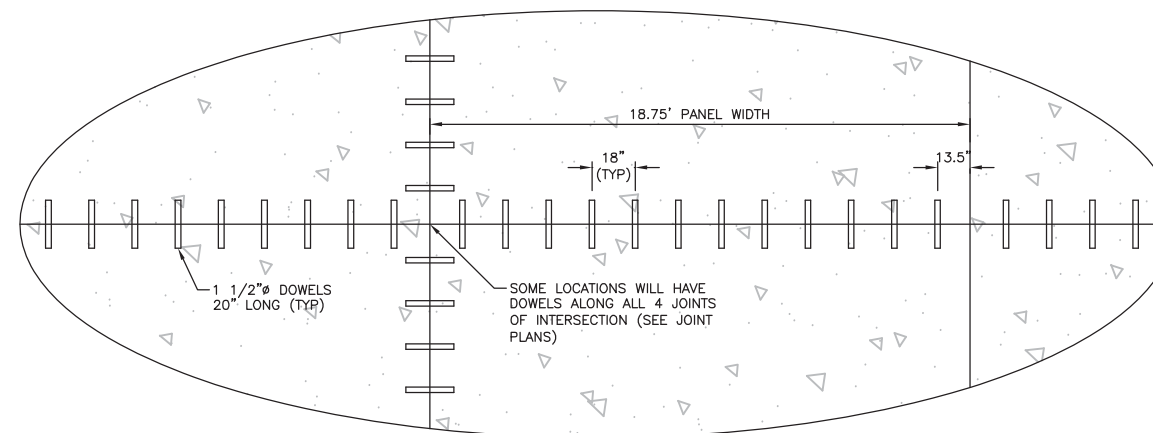 18.75' PANEL WIDTH
18"
(TYP)
13.5"
1 1/2"ø DOWELS
20" LONG (TYP)
SOME LOCATIONS WILL HAVE
DOWELS ALONG ALL 4 JOINTS
OF INTERSECTION (SEE JOINT
PLANS)